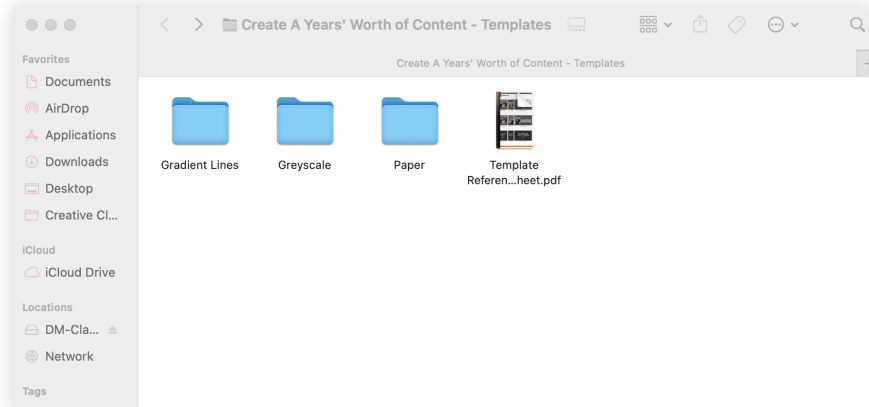 Create A Years' Worth of Content - Templates
Create A Years' Worth of Content - Templates
Favorites
Documents
AirDrop
Applications
Downloads
Desktop
Creative Cl...
iCloud
iCloud Drive
Locations
DM-Cla...
Network
Tags
Gradient Lines
Greyscale
Paper
Template
Referen...heet.pdf